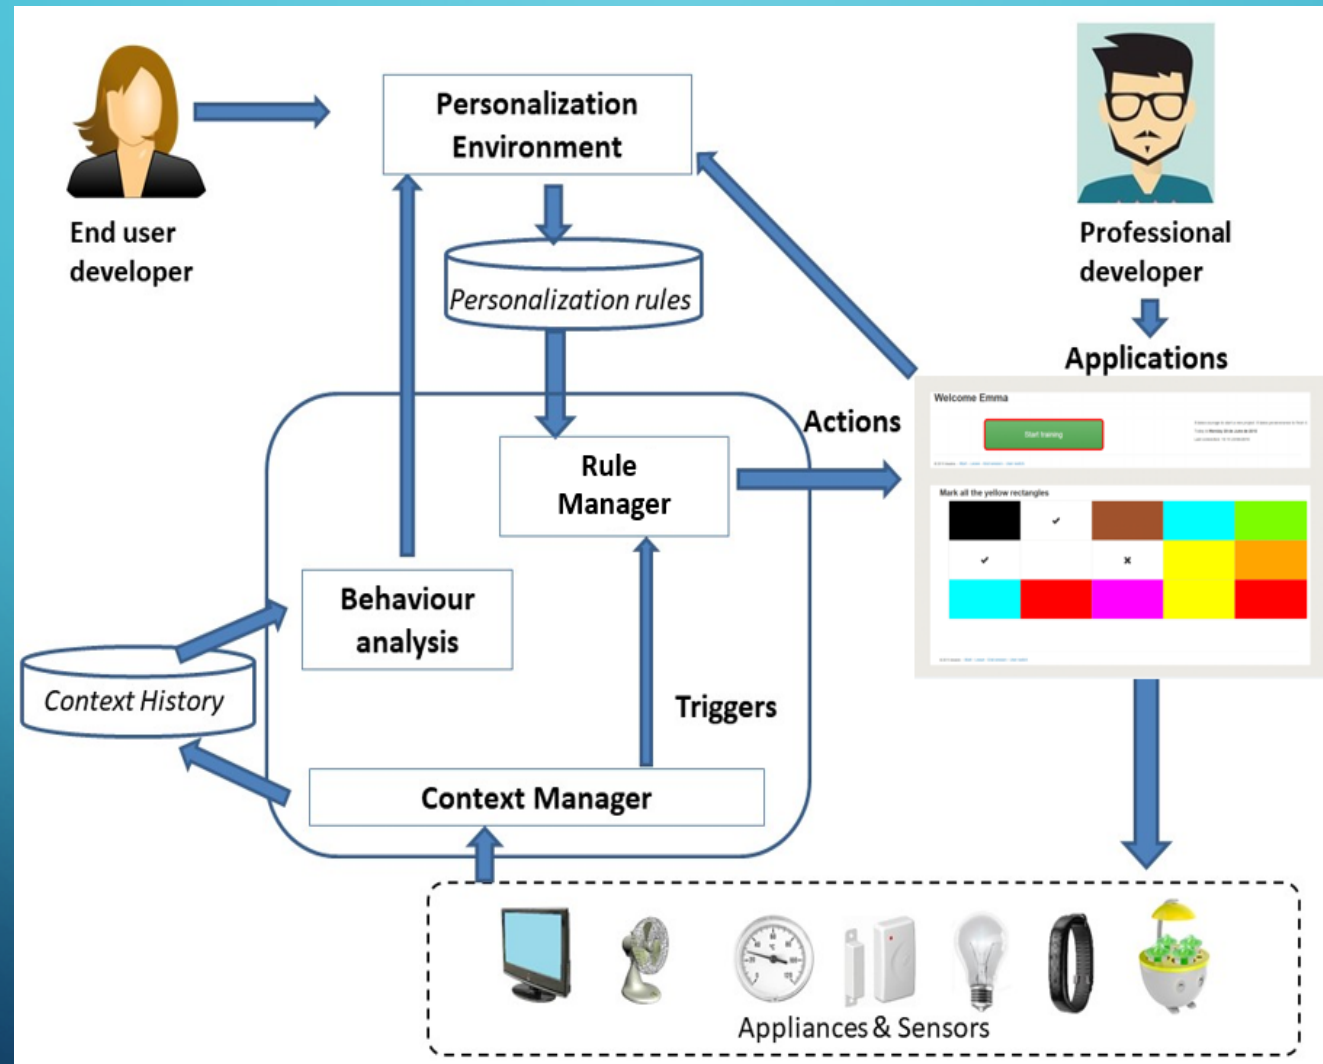 Personalization
Environment
End user
developer
Professional
developer
Personalization rules
Applications
Welcome Emma
Start training
Actions
Rule
Manager
Mark all the yellow rectangles
Behaviour
analysis
Context History
Triggers
Context Manager
Appliances & Sensors